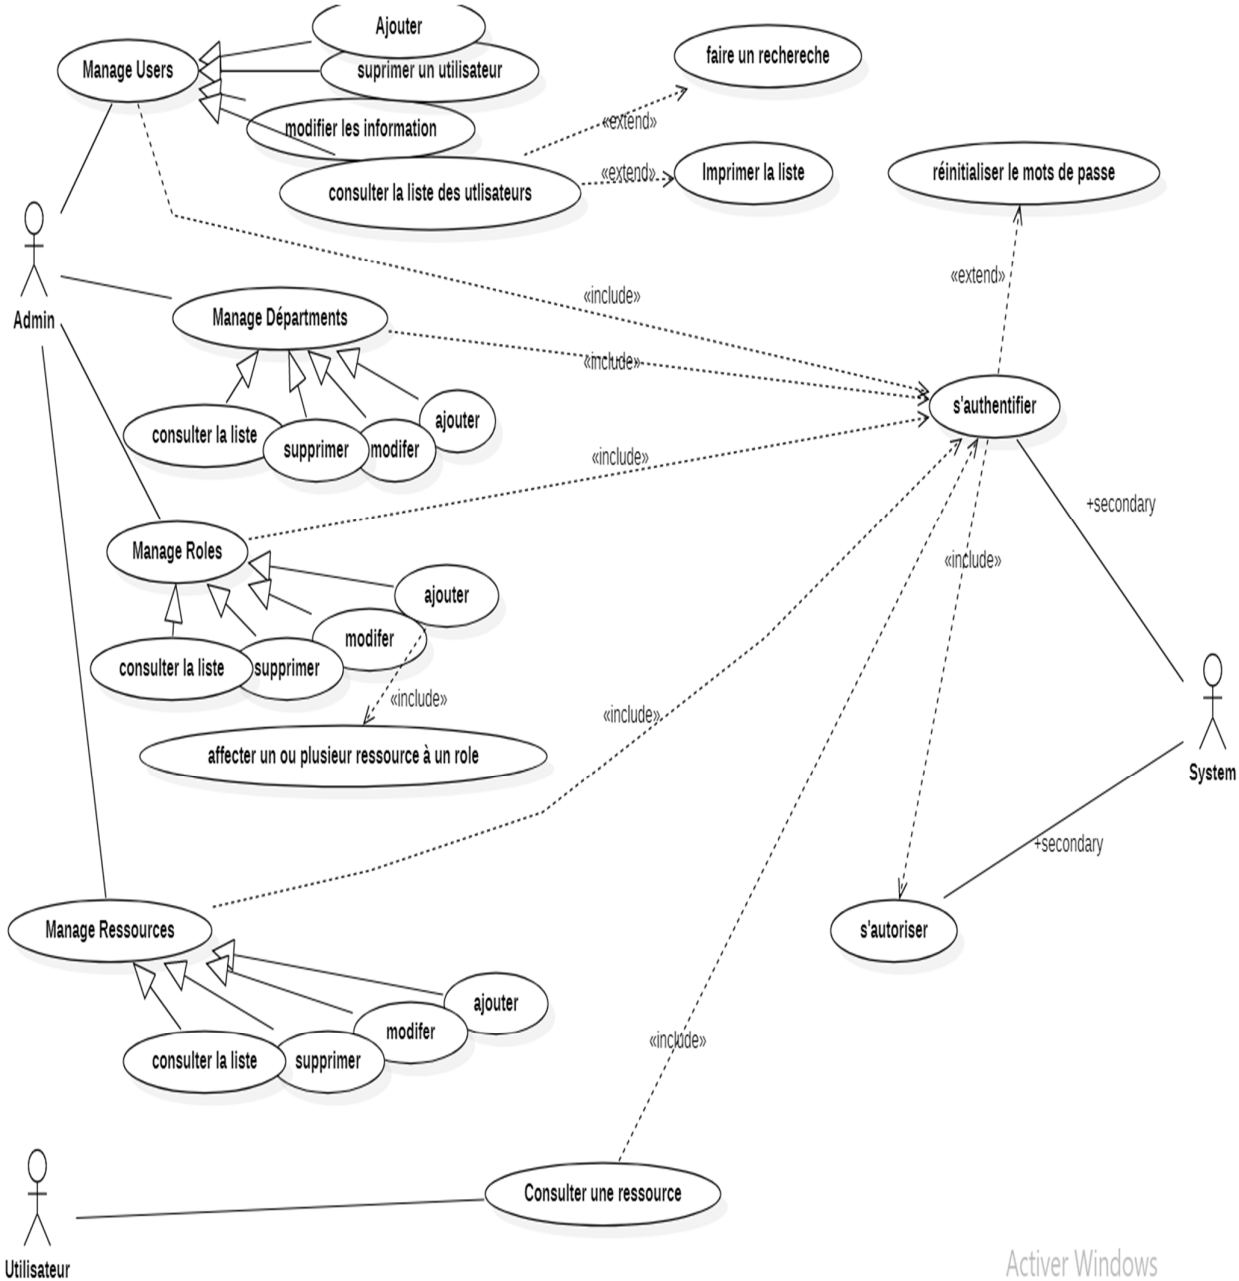 Ajouter
Manage Users
suprimer un utilisateur
faire un rechereche
«extend»
modifier les information
«extend»
Imprimer la liste
réinitialiser le mots de passe
consulter la liste des utlisateurs
«extend»
«include»
Admin
Manage Départments
«include»
s'authentifier
ajouter
consulter la liste
supprimer
modifer
«include»
+secondary
Manage Roles
«include»
ajouter
modifer
consulter la liste
supprimer
«include»
«include»
affecter un ou plusieur ressource à un role
System
+secondary
Manage Ressources
s'autoriser
ajouter
modifer
«include»
consulter la liste
supprimer
Consulter une ressource
Utilisateur
Activer Windows